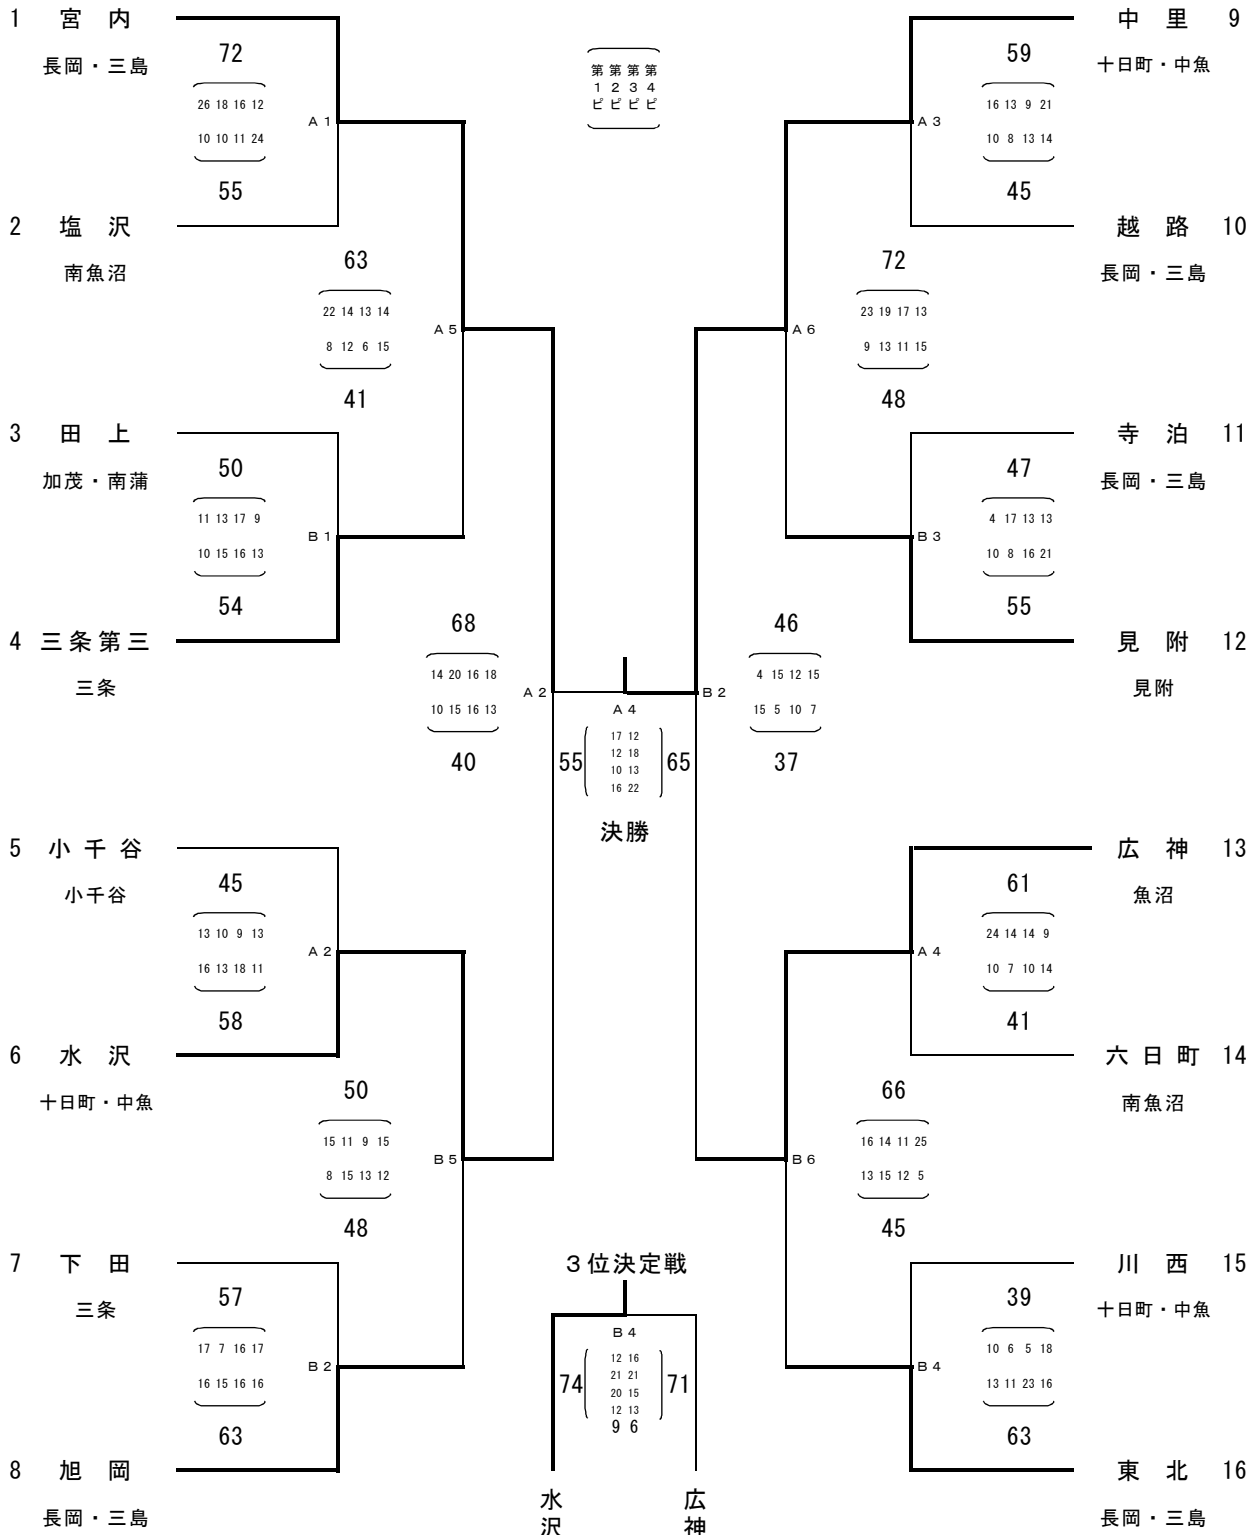 1 宮内
長岡・三島
72
26 18 16 12
A1
10 10 11 24
55
2 塩沢
南魚沼
63
22 14 13 14
A5
8 12 6 15
41
3 田上
加茂・南蒲
50
11 13 17 9
B1
10 15 16 13
54
4 三条第三
三条
68
14 20 16 18
A2
10 15 16 13
40
5 小千谷
小千谷
45
13 10 9 13
A2
16 13 18 11
58
6 水沢
十日町・中魚
50
15 11 9 15
B5
8 15 13 12
48
7 下田
三条
57
17 7 16 17
B2
16 15 16 16
63
8 旭岡
長岡・三島
第1ピ
第2ピ
第3ピ
第4ピ
A4
55
17 12
12 18
10 13
16 22
65
決勝
3位決定戦
B4
74
12 16
21 21
20 15
12 13
9 6
71
水沢
広神
中里 9
十日町・中魚
59
16 13 9 21
A3
10 8 13 14
45
越路 10
長岡・三島
72
23 19 17 13
A6
9 13 11 15
48
寺泊 11
長岡・三島
47
4 17 13 13
B3
10 8 16 21
55
見附 12
見附
46
4 15 12 15
B2
15 5 10 7
37
広神 13
魚沼
61
24 14 14 9
A4
10 7 10 14
41
六日町 14
南魚沼
66
16 14 11 25
B6
13 15 12 5
45
川西 15
十日町・中魚
39
10 6 5 18
B4
13 11 23 16
63
東北 16
長岡・三島